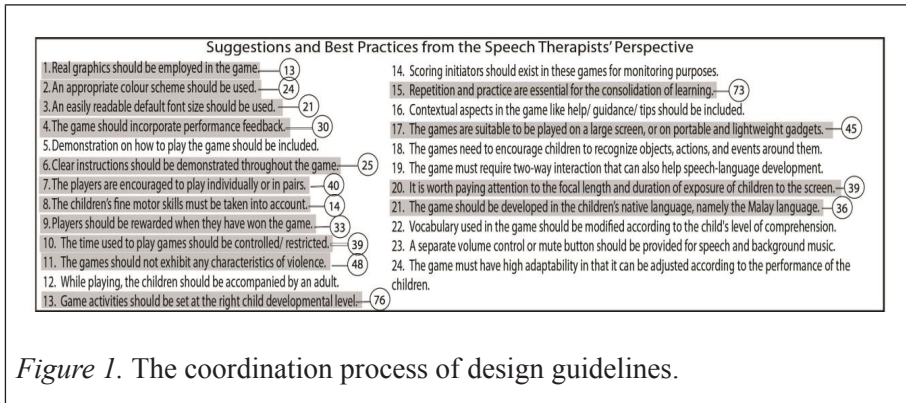 Suggestions and Best Practices from the Speech Therapists' Perspective
1.Real graphics should be employed in the game. 13
2.An appropriate colour scheme should be used. 24
3.An easily readable default font size should be used. 21
4.The game should incorporate performance feedback. 30
5.Demonstration on how to play the game should be included.
6.Clear instructions should be demonstrated throughout the game. 25
7.The players are encouraged to play individually or in pairs. 40
8.The children's fine motor skills must be taken into account. 14
9.Players should be rewarded when they have won the game. 33
10. The time used to play games should be controlled/ restricted. 39
11. The games should not exhibit any characteristics of violence. 48
12. While playing, the children should be accompanied by an adult.
13. Game activities should be set at the right child developmental level. 76
14. Scoring initiators should exist in these games for monitoring purposes.
15. Repetition and practice are essential for the consolidation of learning. 73
16. Contextual aspects in the game like help/ guidance/ tips should be included.
17. The games are suitable to be played on a large screen, or on portable and lightweight gadgets. 45
18. The games need to encourage children to recognize objects, actions, and events around them.
19. The game must require two-way interaction that can also help speech-language development.
20. It is worth paying attention to the focal length and duration of exposure of children to the screen. 39
21. The game should be developed in the children's native language, namely the Malay language. 36
22. Vocabulary used in the game should be modified according to the child's level of comprehension.
23. A separate volume control or mute button should be provided for speech and background music.
24. The game must have high adaptability in that it can be adjusted according to the performance of the
children.
Figure 1. The coordination process of design guidelines.